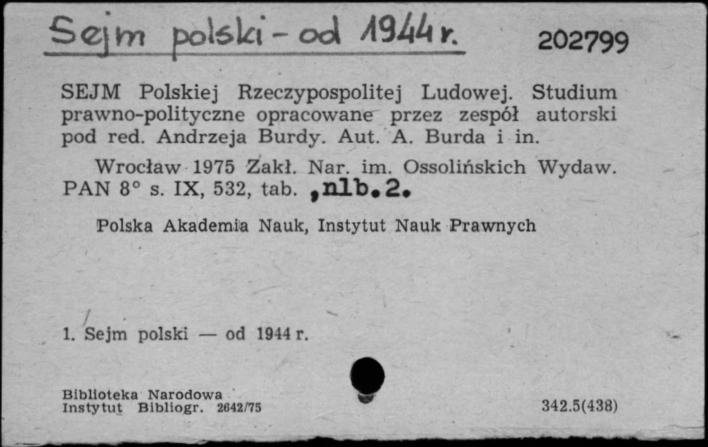 Sejm polski - od 1944 r.
202799
SEJM Polskiej Rzeczypospolitej Ludowej. Studium
prawno-polityczne opracowane przez zespół autorski
pod red. Andrzeja Burdy. Aut. A. Burda i in.
Wrocław 1975 Zakł. Nar. im. Ossolińskich Wydaw.
PAN 8° s. IX, 532, tab. ,nlb.2.
Polska Akademia Nauk, Instytut Nauk Prawnych
1. Sejm polski — od 1944 r.
Biblioteka Narodowa
Instytut Bibliogr. 2642/75
342.5(438)